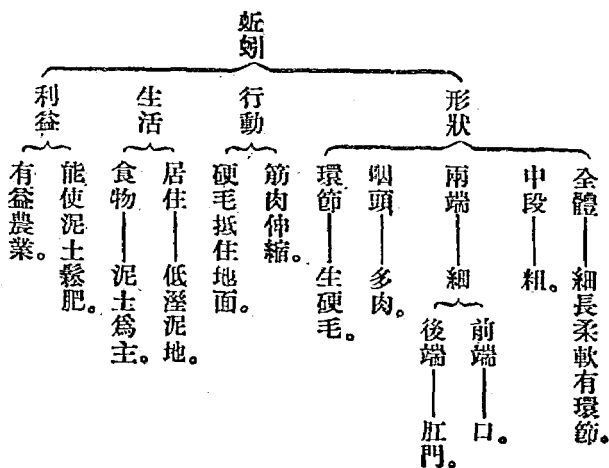 蚯蚓
形狀
全體——細長柔軟有環節。
中段——粗。
兩端——細
前端——口。
後端——肛門。
咽頭——多肉。
環節——生硬毛。
行動
筋肉伸縮。
硬毛抵住地面。
生活
居住——低溼泥地。
食物——泥土爲主。
利益
能使泥土鬆肥。
有益農業。